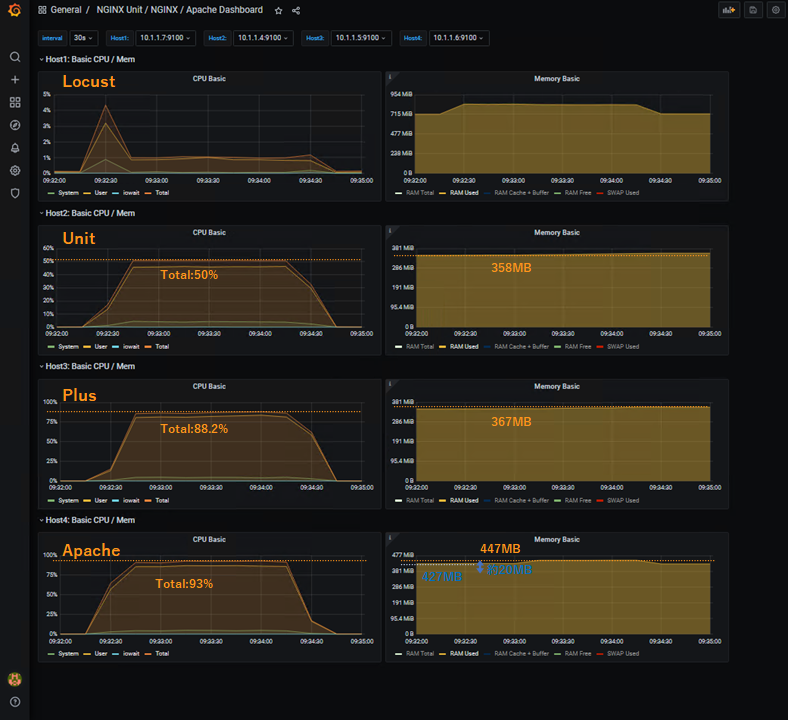 General / NGINX Unit / NGINX / Apache Dashboard
Interval 30s Host1: 10.1.1.7:9100 Host2: 10.1.1.4:9100 Host3: 10.1.1.5:9100 Host4: 10.1.1.6:9100
Host1: Basic CPU / Mem
CPU Basic
Locust
5%
4%
3%
2%
1%
0%
09:32:00 09:32:30 09:33:00 09:33:30 09:34:00 09:34:30 09:35:00
System User iowait Total
Memory Basic
954 MiB
715 MiB
477 MiB
238 MiB
0 B
09:32:00 09:32:30 09:33:00 09:33:30 09:34:00 09:34:30 09:35:00
RAM Total RAM Used RAM Cache + Buffer RAM Free SWAP Used
Host2: Basic CPU / Mem
CPU Basic
Unit
60%
50%
40%
30%
20%
10%
0%
Total:50%
09:32:00 09:32:30 09:33:00 09:33:30 09:34:00 09:34:30 09:35:00
System User iowait Total
Memory Basic
381 MiB
286 MiB
191 MiB
95.4 MiB
0 B
358MB
09:32:00 09:32:30 09:33:00 09:33:30 09:34:00 09:34:30 09:35:00
RAM Total RAM Used RAM Cache + Buffer RAM Free SWAP Used
Host3: Basic CPU / Mem
CPU Basic
Plus
100%
75%
50%
25%
0%
Total:88.2%
09:32:00 09:32:30 09:33:00 09:33:30 09:34:00 09:34:30 09:35:00
System User iowait Total
Memory Basic
381 MiB
286 MiB
191 MiB
95.4 MiB
0 B
367MB
09:32:00 09:32:30 09:33:00 09:33:30 09:34:00 09:34:30 09:35:00
RAM Total RAM Used RAM Cache + Buffer RAM Free SWAP Used
Host4: Basic CPU / Mem
CPU Basic
Apache
100%
75%
50%
25%
0%
Total:93%
09:32:00 09:32:30 09:33:00 09:33:30 09:34:00 09:34:30 09:35:00
System User iowait Total
Memory Basic
447MB
477 MiB
381 MiB
286 MiB
191 MiB
95.4 MiB
0 B
427MB
09:32:00 09:32:30 09:33:00 09:33:30 09:34:00 09:34:30 09:35:00
RAM Total RAM Used RAM Cache + Buffer RAM Free SWAP Used